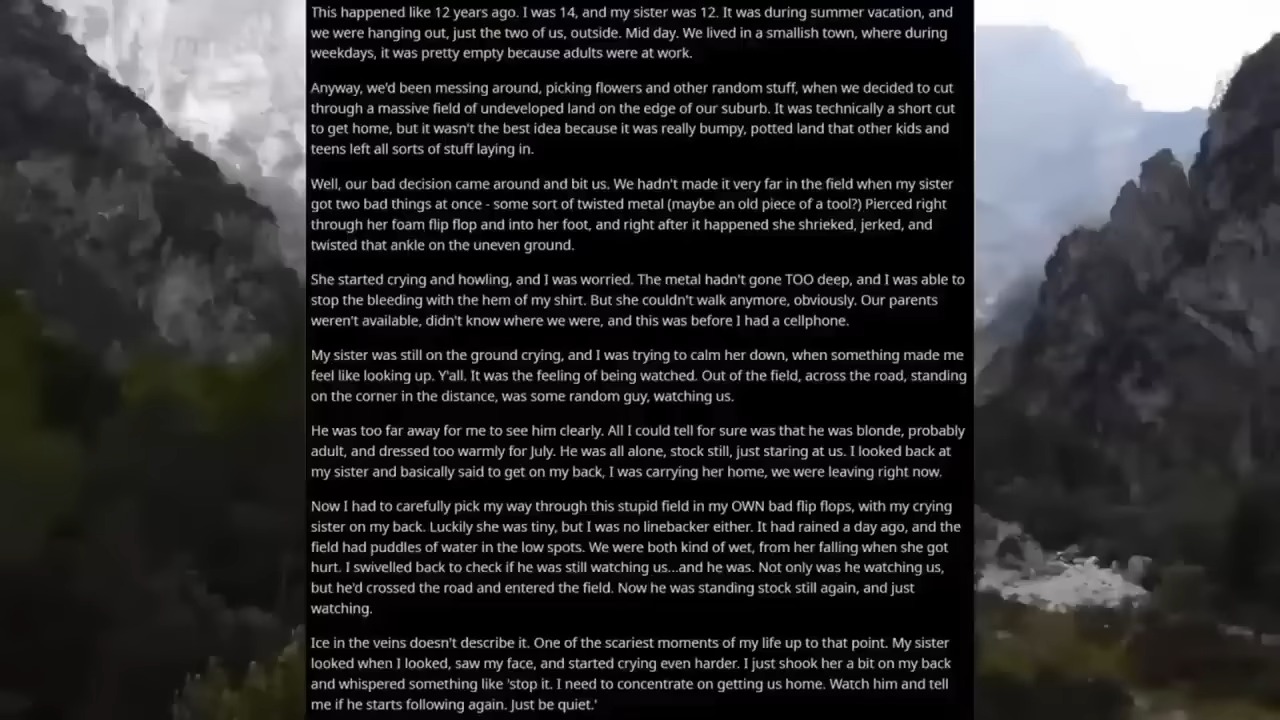 This happened like 12 years ago. I was 14, and my sister was 12. It was during summer vacation, and
we were hanging out, just the two of us, outside. Mid day. We lived in a smallish town, where during
weekdays, it was pretty empty because adults were at work.
Anyway, we'd been messing around, picking flowers and other random stuff, when we decided to cut
through a massive field of undeveloped land on the edge of our suburb. It was technically a short cut
to get home, but it wasn't the best idea because it was really bumpy, potted land that other kids and
teens left all sorts of stuff laying in.
Well, our bad decision came around and bit us. We hadn't made it very far in the field when my sister
got two bad things at once - some sort of twisted metal (maybe an old piece of a tool?) Pierced right
through her foam flip flop and into her foot, and right after it happened she shrieked, jerked, and
twisted that ankle on the uneven ground.
She started crying and howling, and I was worried. The metal hadn't gone TOO deep, and I was able to
stop the bleeding with the hem of my shirt. But she couldn't walk anymore, obviously. Our parents
weren't available, didn't know where we were, and this was before I had a cellphone.
My sister was still on the ground crying, and I was trying to calm her down, when something made me
feel like looking up. Y'all. It was the feeling of being watched. Out of the field, across the road, standing
on the corner in the distance, was some random guy, watching us.
He was too far away for me to see him clearly. All I could tell for sure was that he was blonde, probably
adult, and dressed too warmly for July. He was all alone, stock still, just staring at us. I looked back at
my sister and basically said to get on my back, I was carrying her home, we were leaving right now.
Now I had to carefully pick my way through this stupid field in my OWN bad flip flops, with my crying
sister on my back. Luckily she was tiny, but I was no linebacker either. It had rained a day ago, and the
field had puddles of water in the low spots. We were both kind of wet, from her falling when she got
hurt. I swivelled back to check if he was still watching us...and he was. Not only was he watching us,
but he'd crossed the road and entered the field. Now he was standing stock still again, and just
watching.
Ice in the veins doesn't describe it. One of the scariest moments of my life up to that point. My sister
looked when I looked, saw my face, and started crying even harder. I just shook her a bit on my back
and whispered something like 'stop it. I need to concentrate on getting us home. Watch him and tell
me if he starts following again. Just be quiet.'